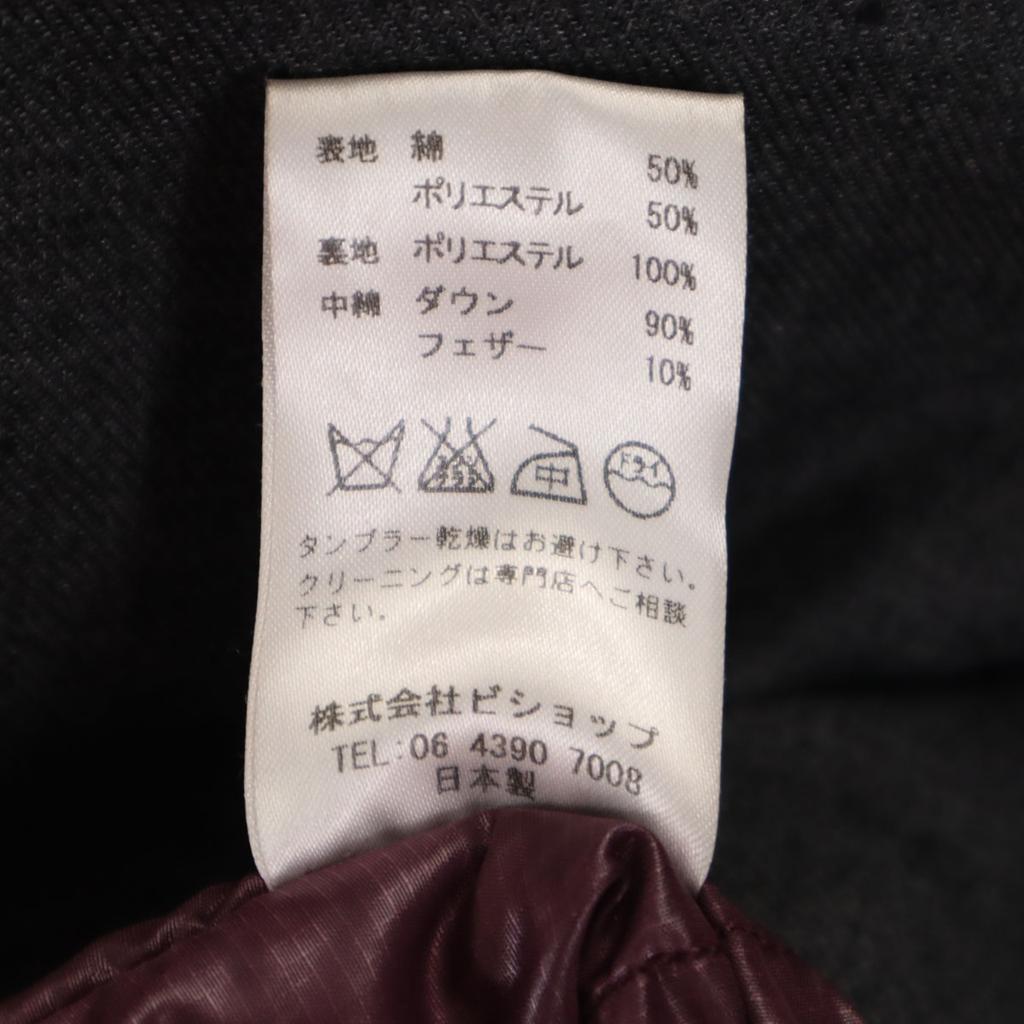 表地 綿 50%
ポリエステル 50%
裏地 ポリエステル 100%
中綿 ダウン 90%
フェザー 10%
中 ドライ
タンブラー乾燥はお避け下さい。
クリーニングは専門店へご相談
下さい。
株式会社ビショップ
TEL:06 4390 7008
日本製